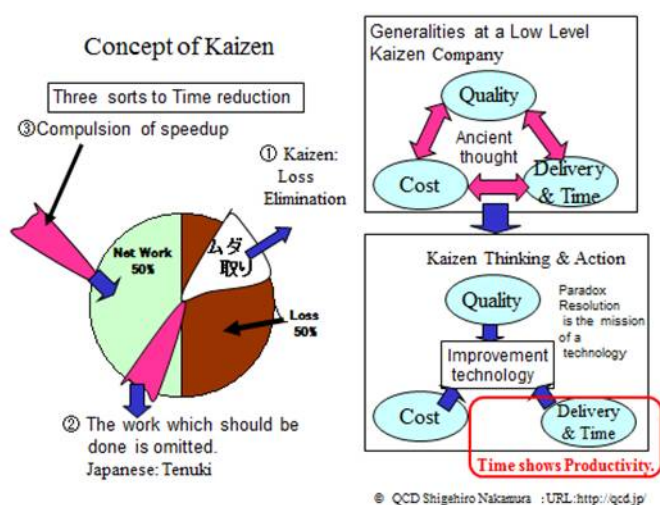 Concept of Kaizen
Three sorts to Time reduction
③Compulsion of speedup
① Kaizen:
Loss
Elimination
Net Work
50%
ムダ
取り
Loss
50%
② The work which should be
done is omitted.
Japanese: Tenuki
Generalities at a Low Level
Kaizen Company
Quality
Ancient
thought
Cost
Delivery
& Time
Kaizen Thinking & Action
Quality
Paradox
Resolution
is the mission
of a
technology
Improvement
technology
Cost
Delivery
& Time
Time shows Productivity.
© QCD Shigehiro Nakamura : URL:http://qcd.jp/